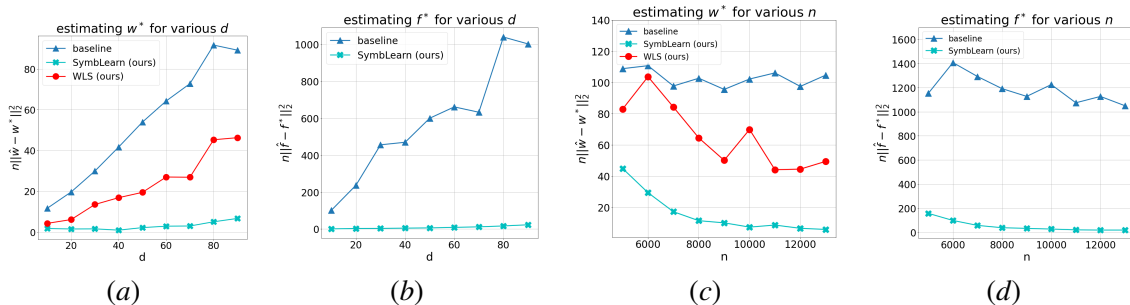 estimating w* for various d
n||ŵ − w*||₂²
80
60
40
20
0
baseline
SymbLearn (ours)
WLS (ours)
20
40
60
80
d
(a)
estimating f* for various d
n||f̂ − f*||₂²
1000
800
600
400
200
0
baseline
SymbLearn (ours)
20
40
60
80
d
(b)
estimating w* for various n
n||ŵ − w*||₂²
140
120
100
80
60
40
20
baseline
SymbLearn (ours)
WLS (ours)
6000
8000
10000
12000
n
(c)
estimating f* for various n
n||f̂ − f*||₂²
1600
1400
1200
1000
800
600
400
200
0
baseline
SymbLearn (ours)
6000
8000
10000
12000
n
(d)